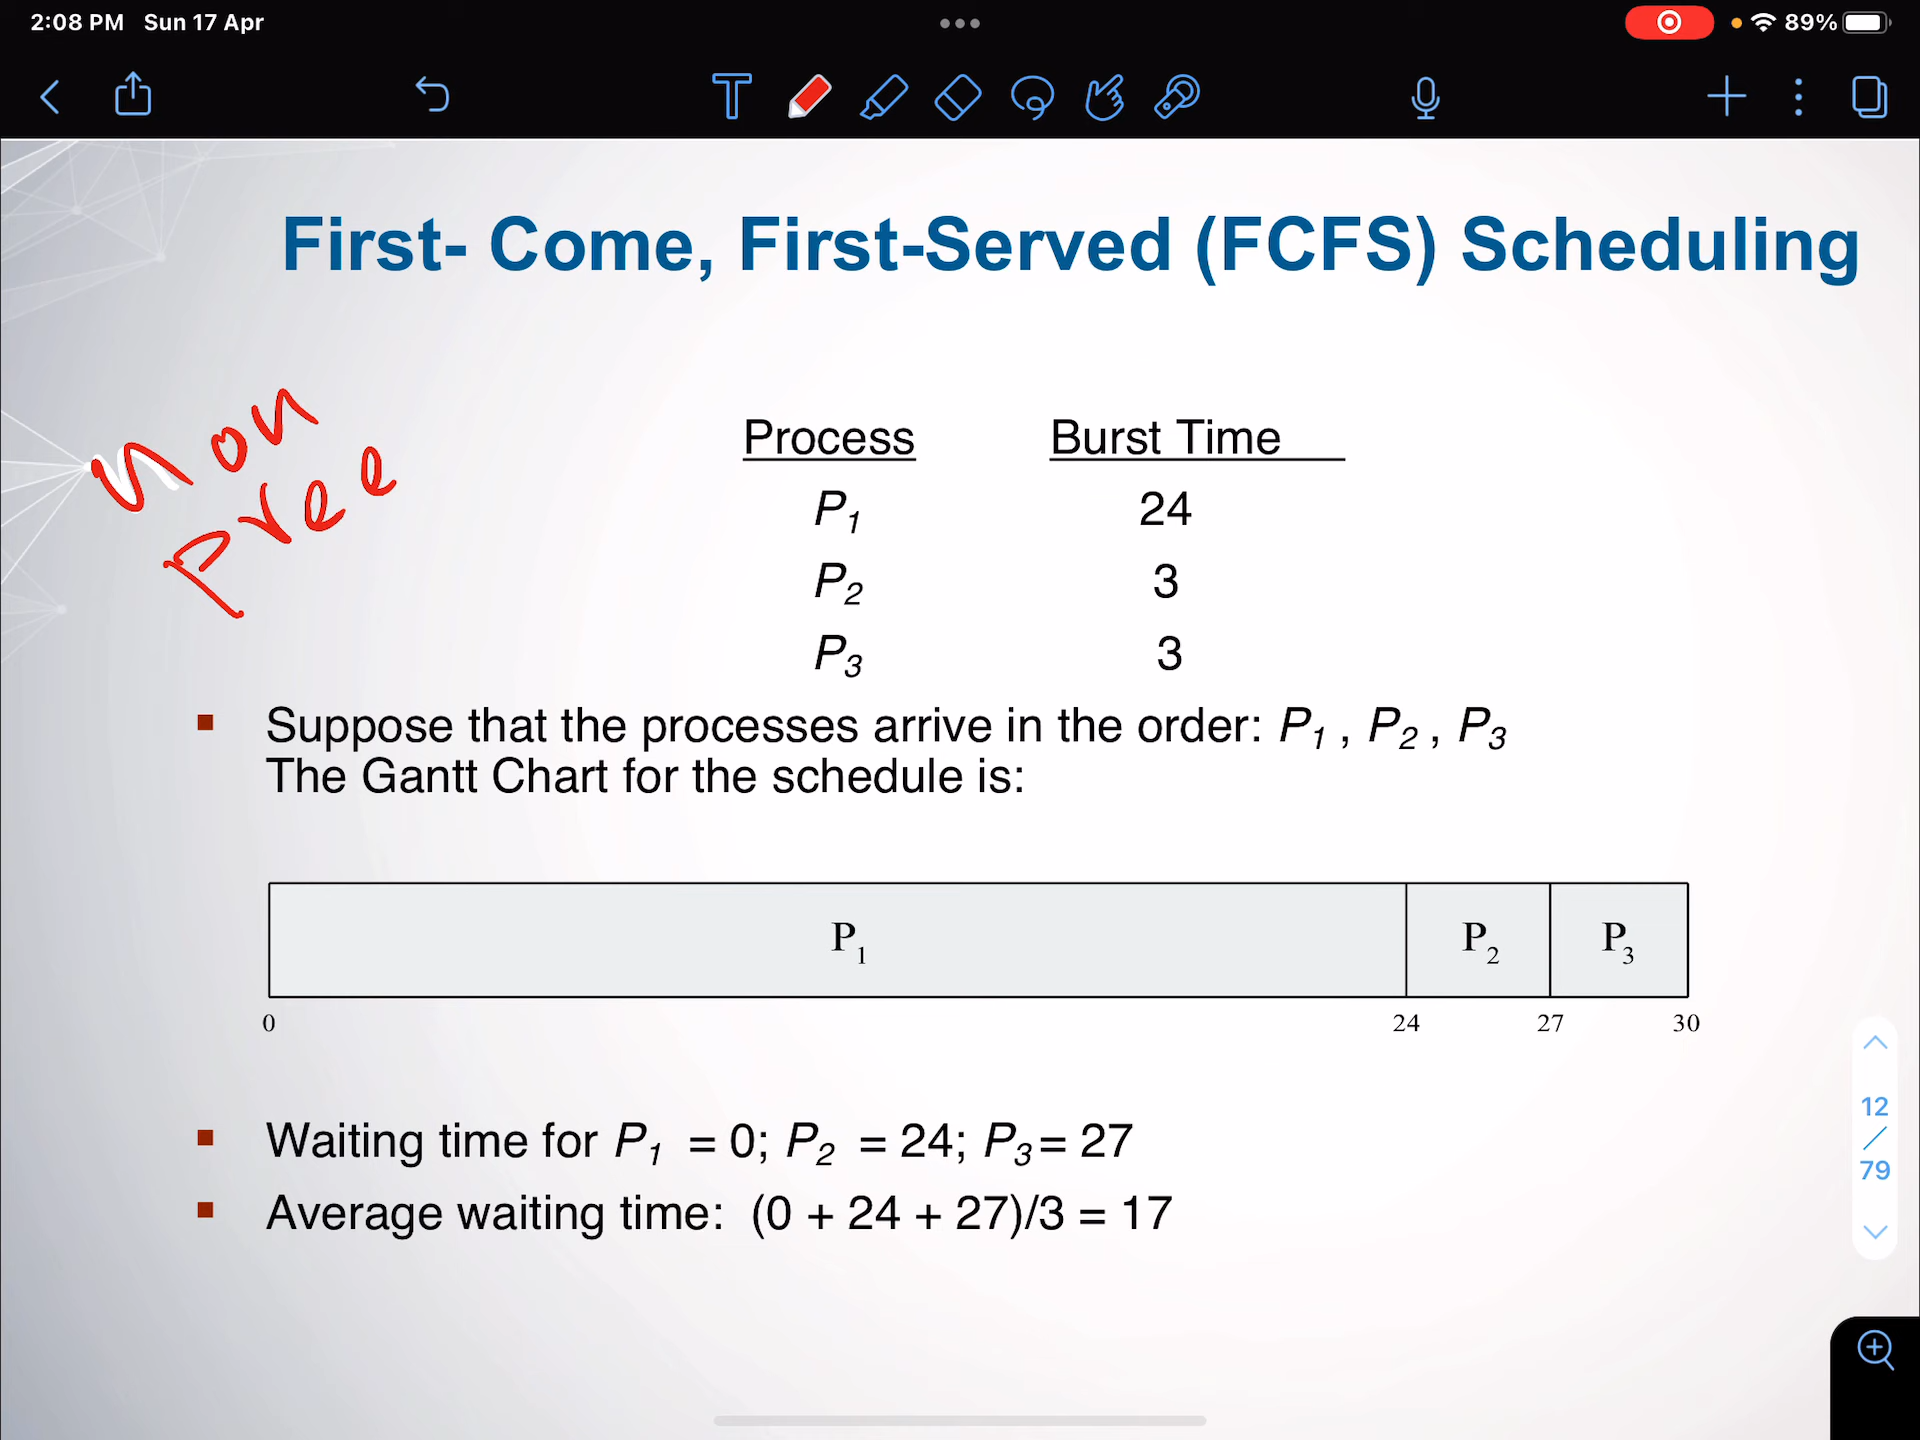 2:08 PM Sun 17 Apr
89%
First- Come, First-Served (FCFS) Scheduling
non
pree
Process Burst Time
P1 24
P2 3
P3 3
Suppose that the processes arrive in the order: P1 , P2 , P3
The Gantt Chart for the schedule is:
P1 P2 P3
0 24 27 30
12
/
79
Waiting time for P1 = 0; P2 = 24; P3 = 27
Average waiting time: (0 + 24 + 27)/3 = 17